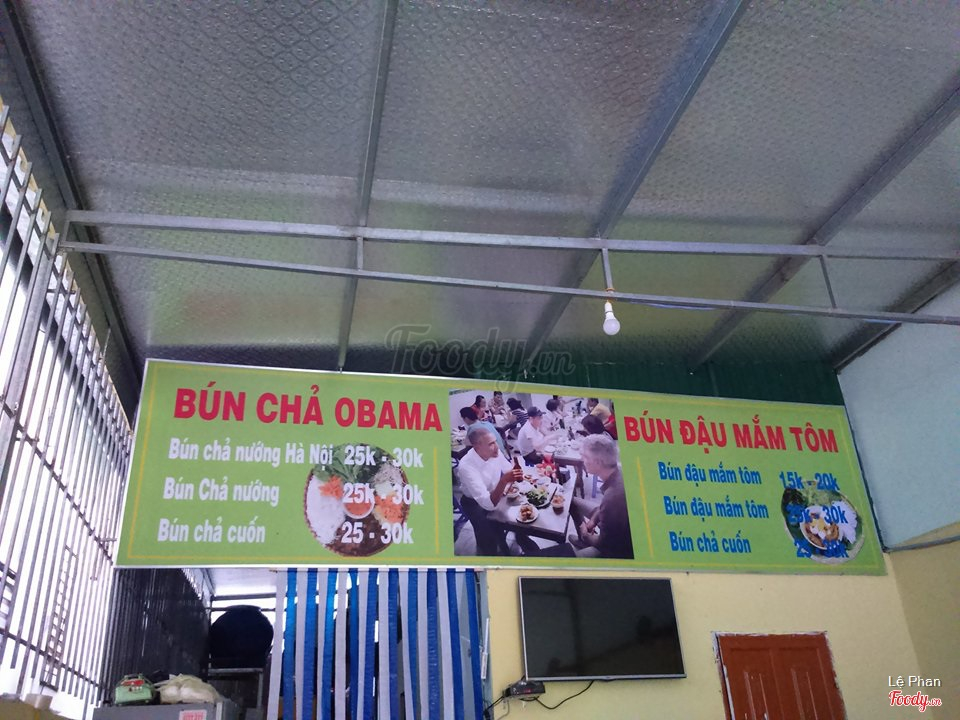 BÚN CHẢ OBAMA
Bún chả nướng Hà Nội 25k - 30k
Bún Chả nướng 25k - 30k
Bún chả cuốn 25 - 30k
BÚN ĐẬU MẮM TÔM
Bún đậu mắm tôm 15k - 20k
Bún đậu mắm tôm 25k - 30k
Bún chả cuốn 25 - 30k
Foody.vn
Lê Phan
Foody.vn